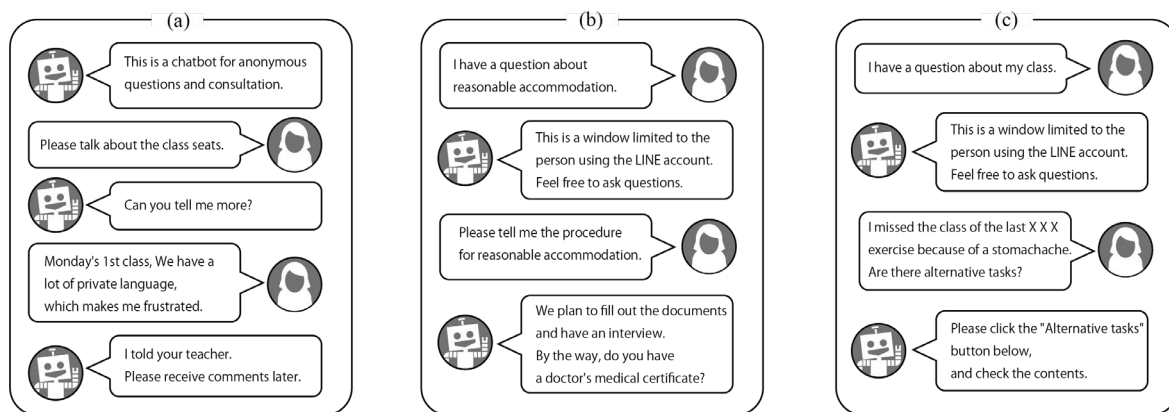 (a)
This is a chatbot for anonymous
questions and consultation.
Please talk about the class seats.
Can you tell me more?
Monday's 1st class, We have a
lot of private language,
which makes me frustrated.
I told your teacher.
Please receive comments later.
(b)
I have a question about
reasonable accommodation.
This is a window limited to the
person using the LINE account.
Feel free to ask questions.
Please tell me the procedure
for reasonable accommodation.
We plan to fill out the documents
and have an interview.
By the way, do you have
a doctor's medical certificate?
(c)
I have a question about my class.
This is a window limited to the
person using the LINE account.
Feel free to ask questions.
I missed the class of the last X X X
exercise because of a stomachache.
Are there alternative tasks?
Please click the "Alternative tasks"
button below,
and check the contents.